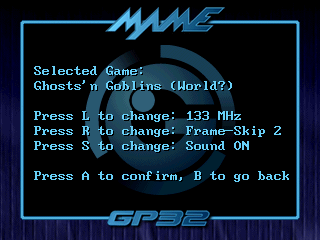 MAME
Selected Game:
Ghosts'n Goblins (World?)
Press L to change: 133 MHz
Press R to change: Frame-Skip 2
Press S to change: Sound ON
Press A to confirm, B to go back
GP32